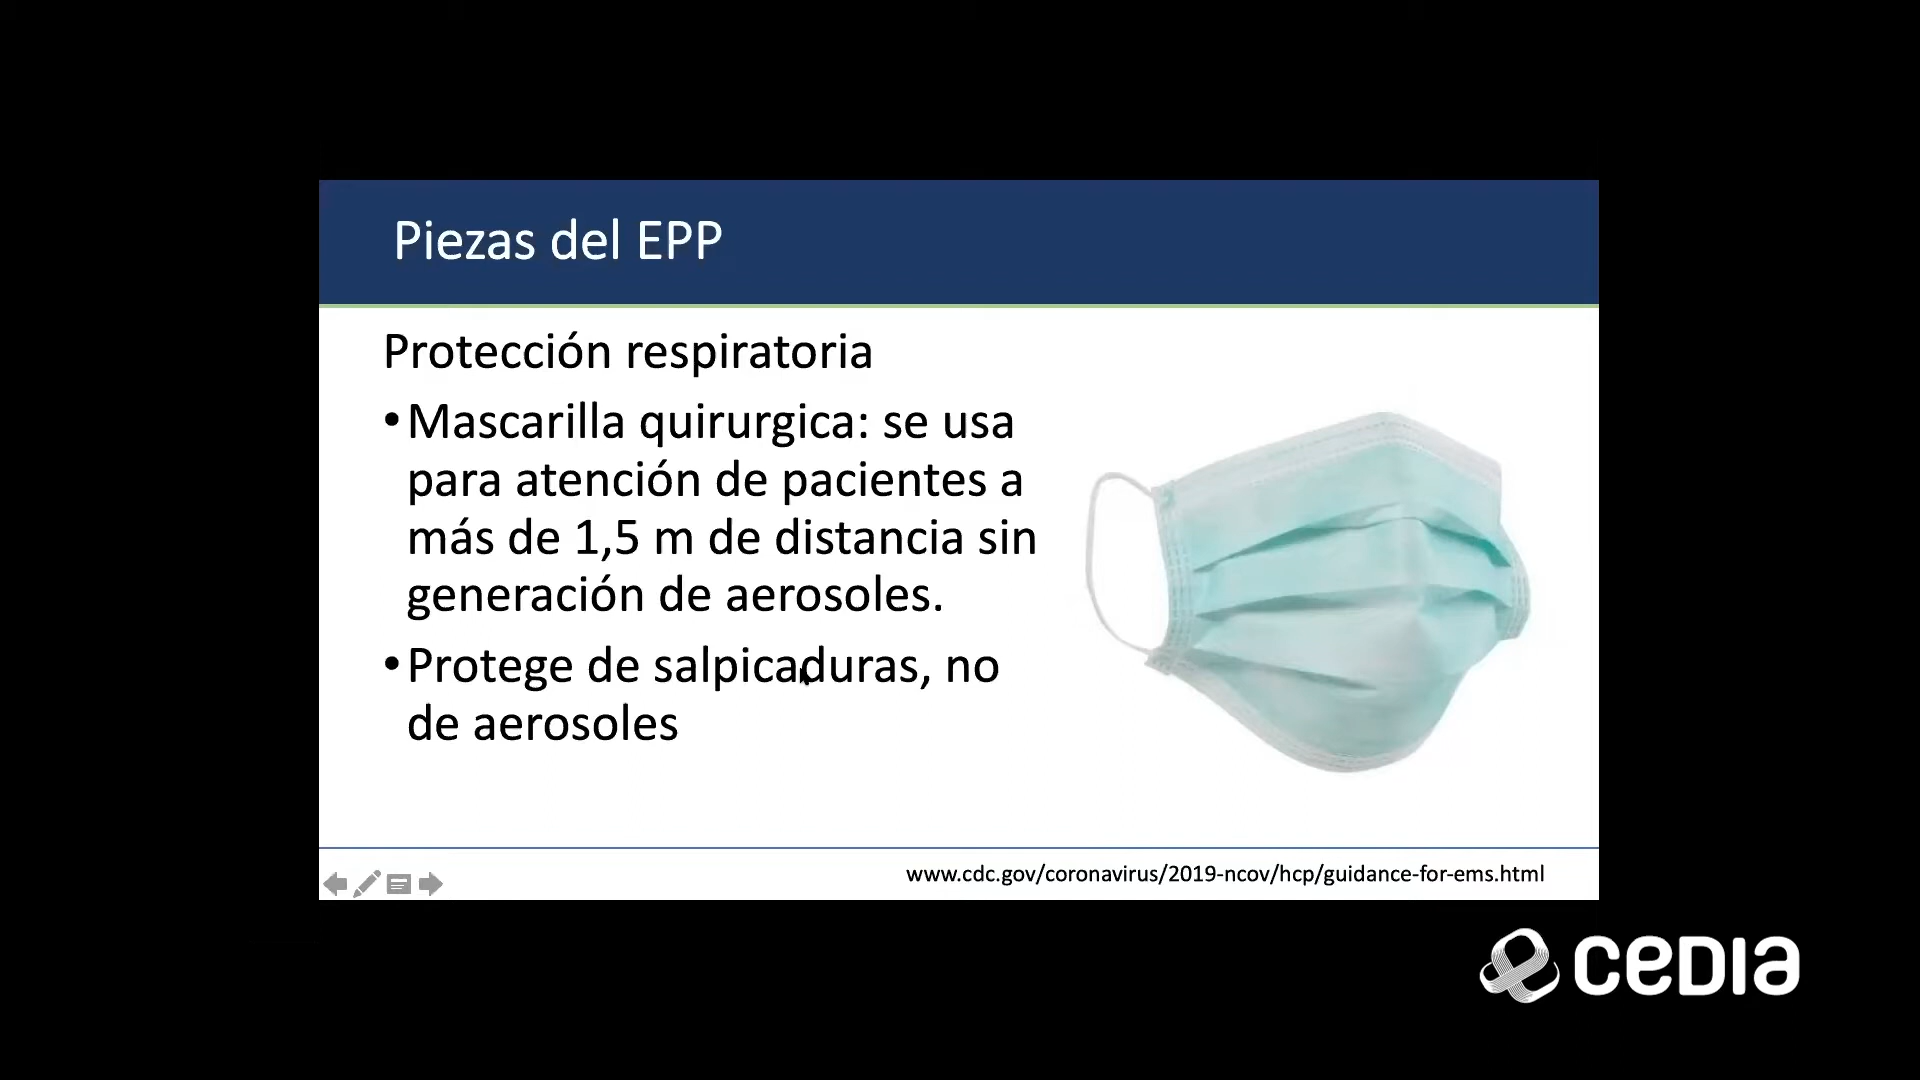 Piezas del EPP
Protección respiratoria
• Mascarilla quirurgica: se usa
para atención de pacientes a
más de 1,5 m de distancia sin
generación de aerosoles.
• Protege de salpicaduras, no
de aerosoles
www.cdc.gov/coronavirus/2019-ncov/hcp/guidance-for-ems.html
CEDIA